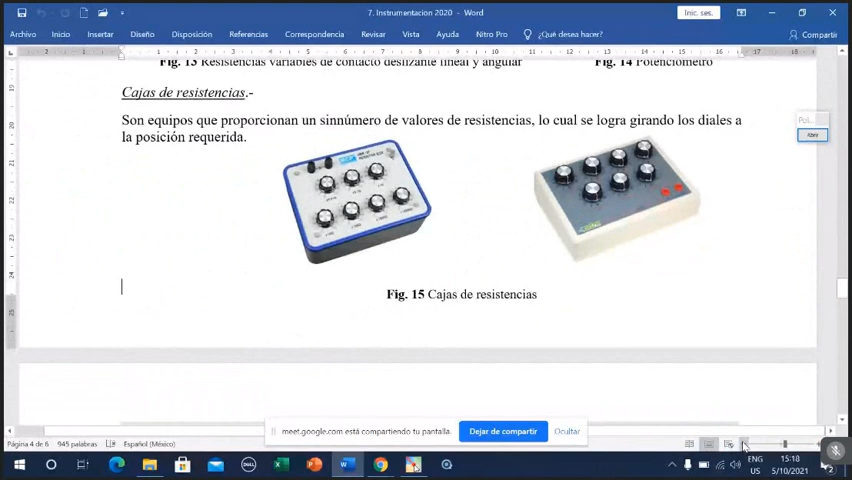 7. Instrumentacion 2020 - Word
Inic. ses.
Archivo Inicio Insertar Diseño Disposición Referencias Correspondencia Revisar Vista Ayuda Nitro Pro ¿Qué desea hacer? Compartir
Fig. 13 Resistencias variables de contacto deslizante lineal y angular
Fig. 14 Potenciómetro
Cajas de resistencias.-
Son equipos que proporcionan un sinnúmero de valores de resistencias, lo cual se logra girando los diales a
la posición requerida.
Abrir
Fig. 15 Cajas de resistencias
meet.google.com está compartiendo tu pantalla.
Dejar de compartir
Ocultar
Página 4 de 6 945 palabras Español (México)
ENG
US
15:18
5/10/2021